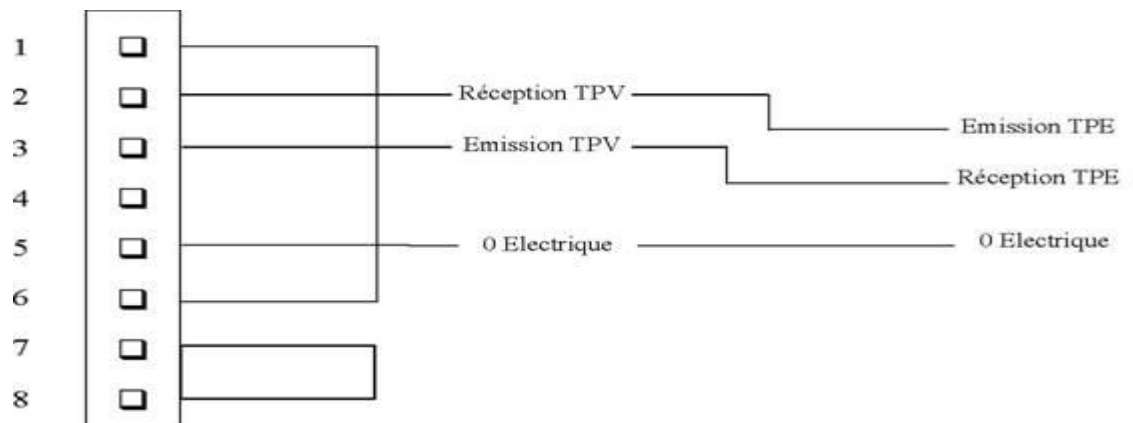 1
2 Réception TPV
Emission TPE
3 Emission TPV
Réception TPE
4
5 0 Electrique 0 Electrique
6
7
8